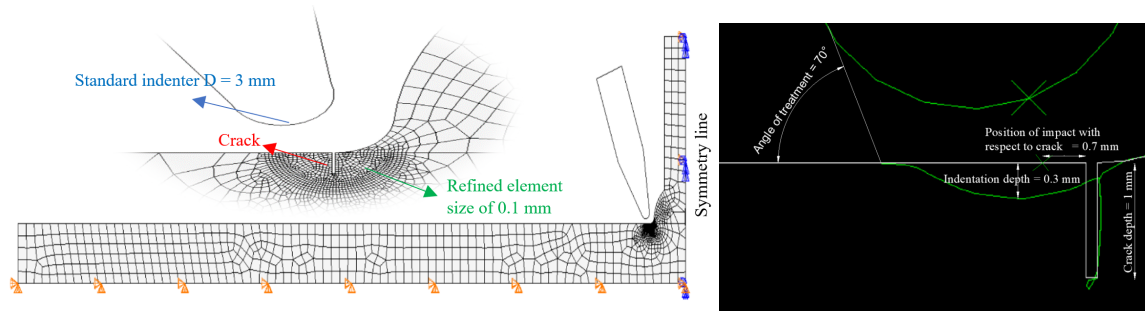 Standard indenter D = 3 mm
Crack
Refined element
size of 0.1 mm
Symmetry line
Angle of treatment = 70°
Position of impact with
respect to crack = 0.7 mm
Indentation depth = 0.3 mm
Crack depth = 1 mm